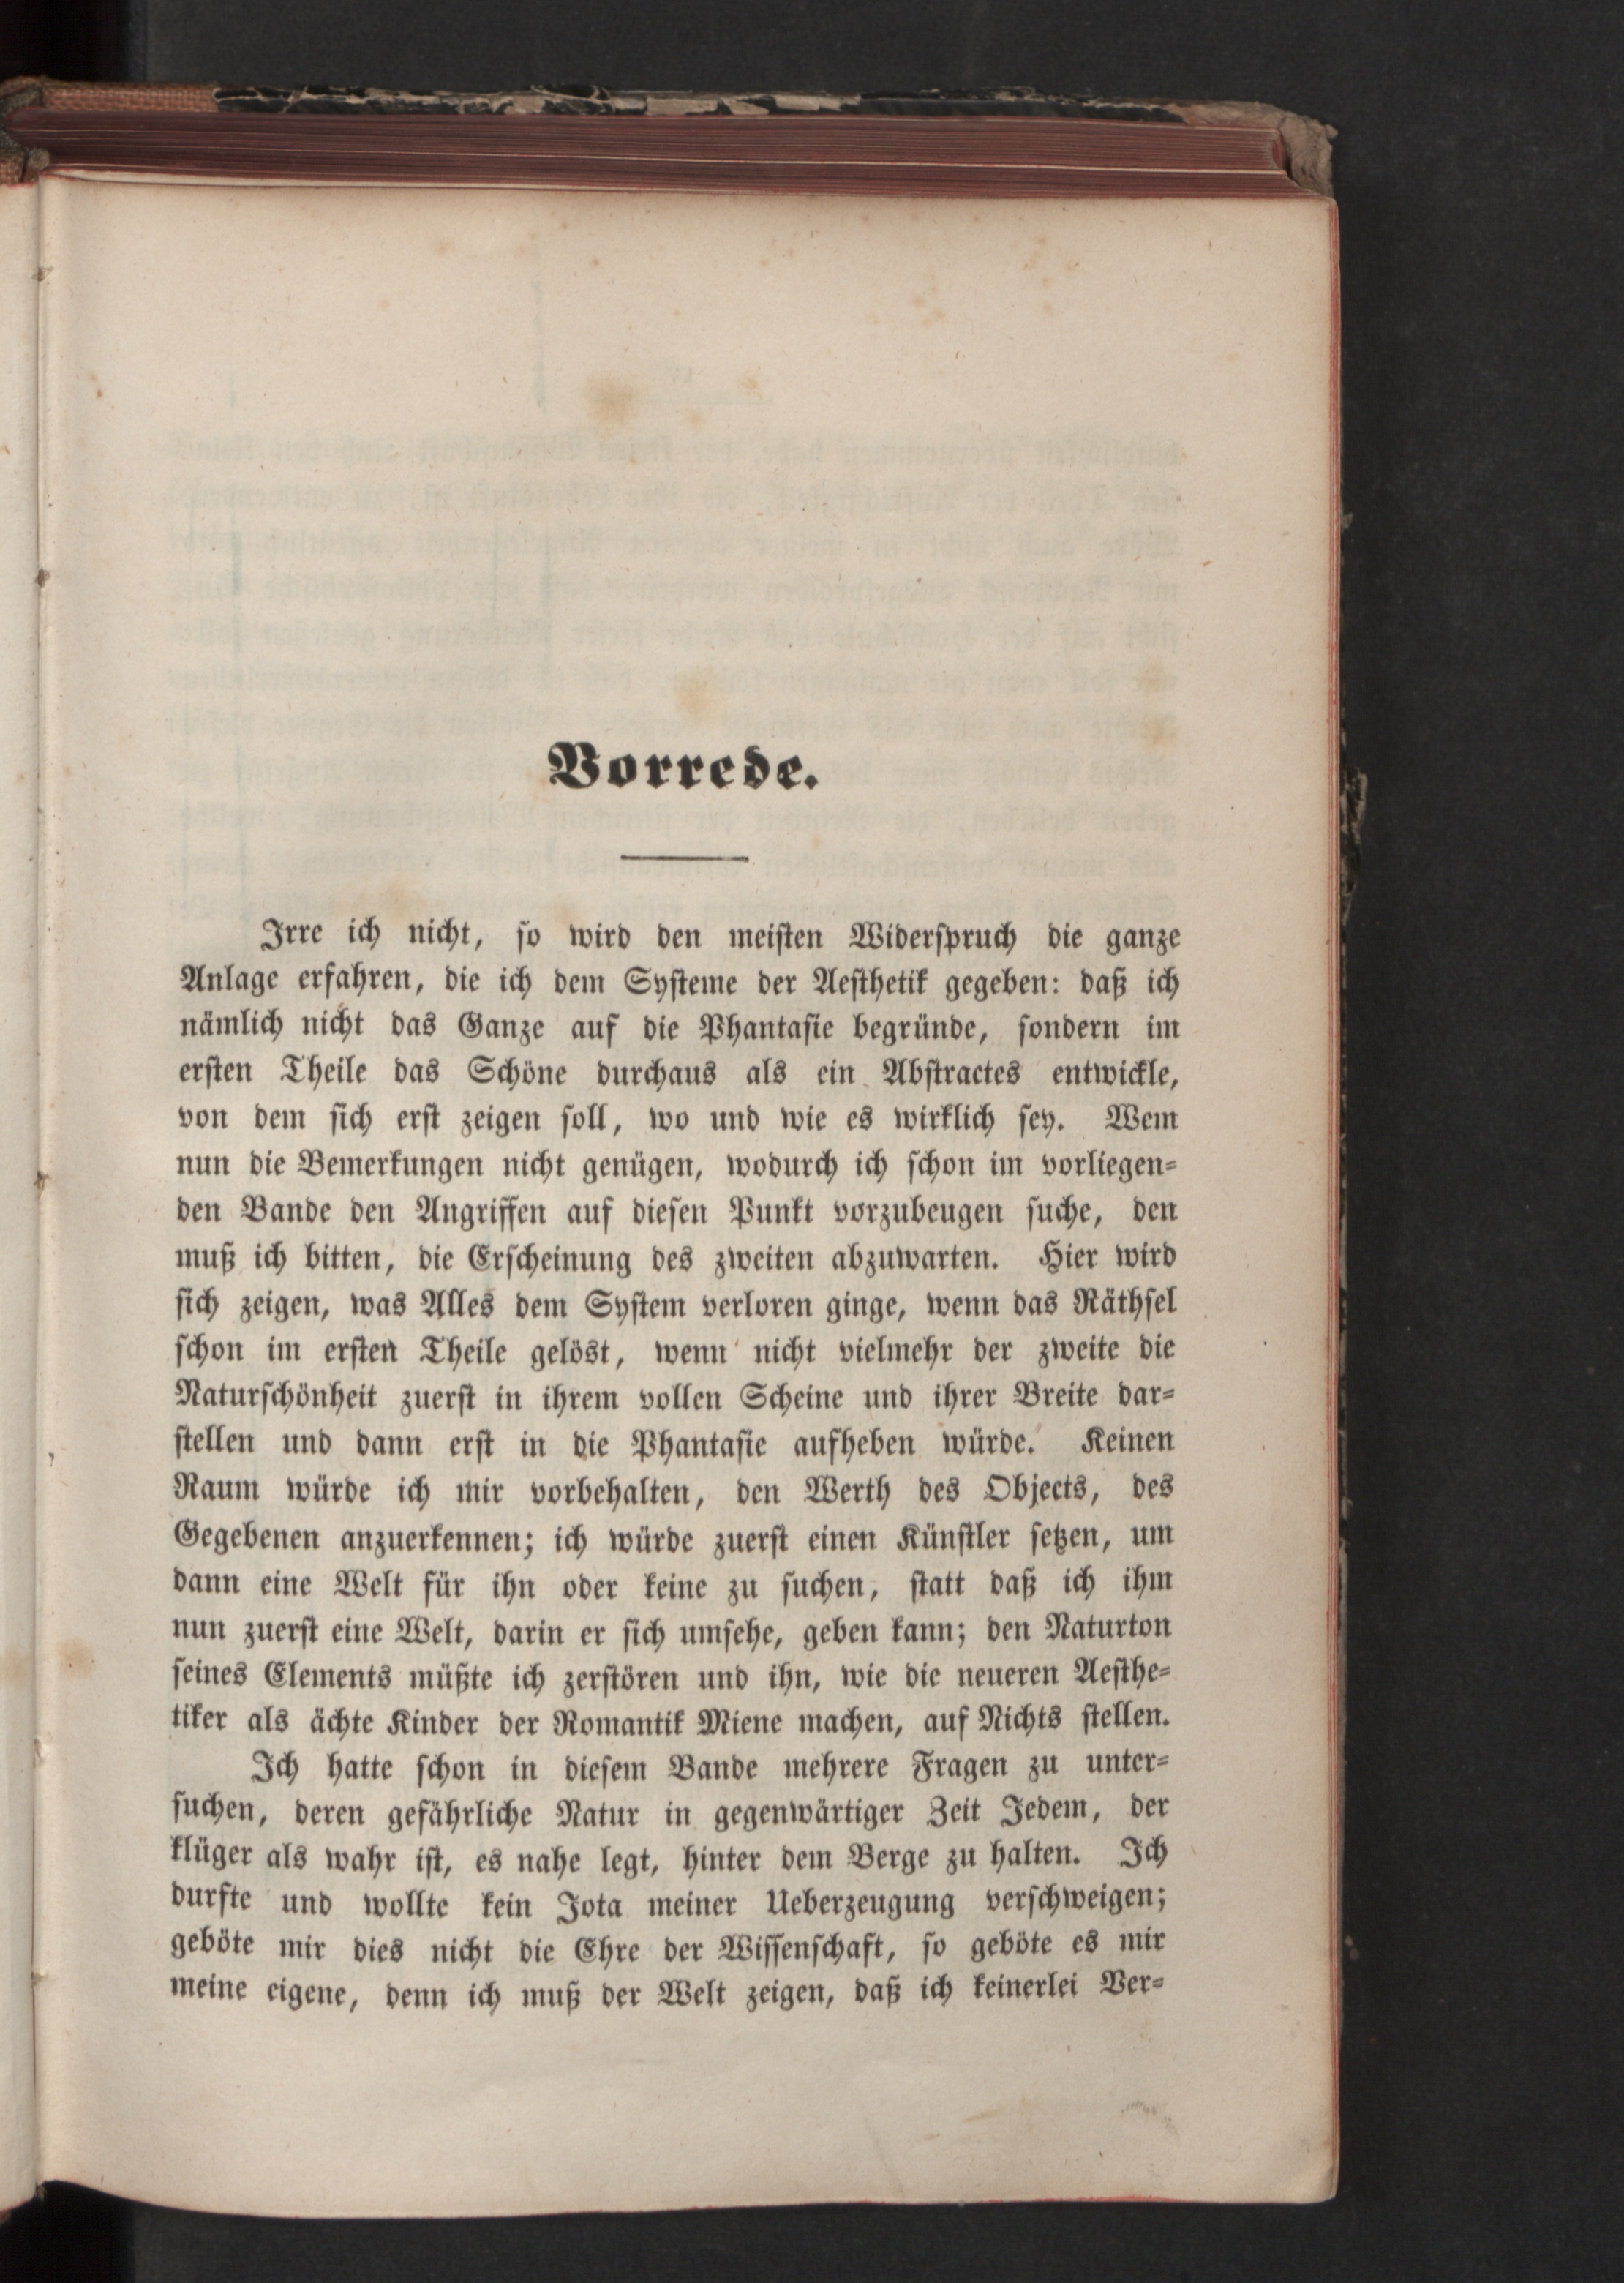 Vorrede.
Irre ich nicht, so wird den meisten Widerspruch die ganze
Anlage erfahren, die ich dem Systeme der Aesthetik gegeben: daß ich
nämlich nicht das Ganze auf die Phantasie begründe, sondern im
ersten Theile das Schöne durchaus als ein Abstractes entwickle,
von dem sich erst zeigen soll, wo und wie es wirklich sey. Wem
nun die Bemerkungen nicht genügen, wodurch ich schon im vorliegen-
den Bande den Angriffen auf diesen Punkt vorzubeugen suche, den
muß ich bitten, die Erscheinung des zweiten abzuwarten. Hier wird
sich zeigen, was Alles dem System verloren ginge, wenn das Räthsel
schon im ersten Theile gelöst, wenn nicht vielmehr der zweite die
Naturschönheit zuerst in ihrem vollen Scheine und ihrer Breite dar-
stellen und dann erst in die Phantasie aufheben würde. Keinen
Raum würde ich mir vorbehalten, den Werth des Objects, des
Gegebenen anzuerkennen; ich würde zuerst einen Künstler setzen, um
dann eine Welt für ihn oder keine zu suchen, statt daß ich ihm
nun zuerst eine Welt, darin er sich umsehe, geben kann; den Naturton
seines Elements müßte ich zerstören und ihn, wie die neueren Aesthe-
tiker als ächte Kinder der Romantik Miene machen, auf Nichts stellen.
Ich hatte schon in diesem Bande mehrere Fragen zu unter-
suchen, deren gefährliche Natur in gegenwärtiger Zeit Jedem, der
klüger als wahr ist, es nahe legt, hinter dem Berge zu halten. Ich
durfte und wollte kein Jota meiner Ueberzeugung verschweigen;
geböte mir dies nicht die Ehre der Wissenschaft, so geböte es mir
meine eigene, denn ich muß der Welt zeigen, daß ich keinerlei Ver-